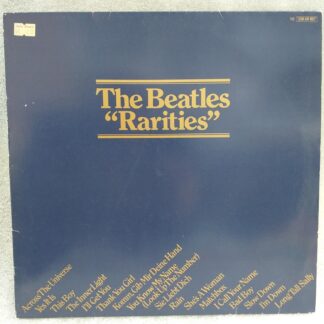 The Beatles
"Rarities"
Across The Universe
Yes It Is
This Boy
The Inner Light
I'll Get You
Thank You Girl
Komm, Gib Mir Deine Hand
You Know My Name
(Look Up The Number)
Sie Liebt Dich
Rain
She's A Woman
Matchbox
I Call Your Name
Bad Boy
Slow Down
I'm Down
Long Tall Sally